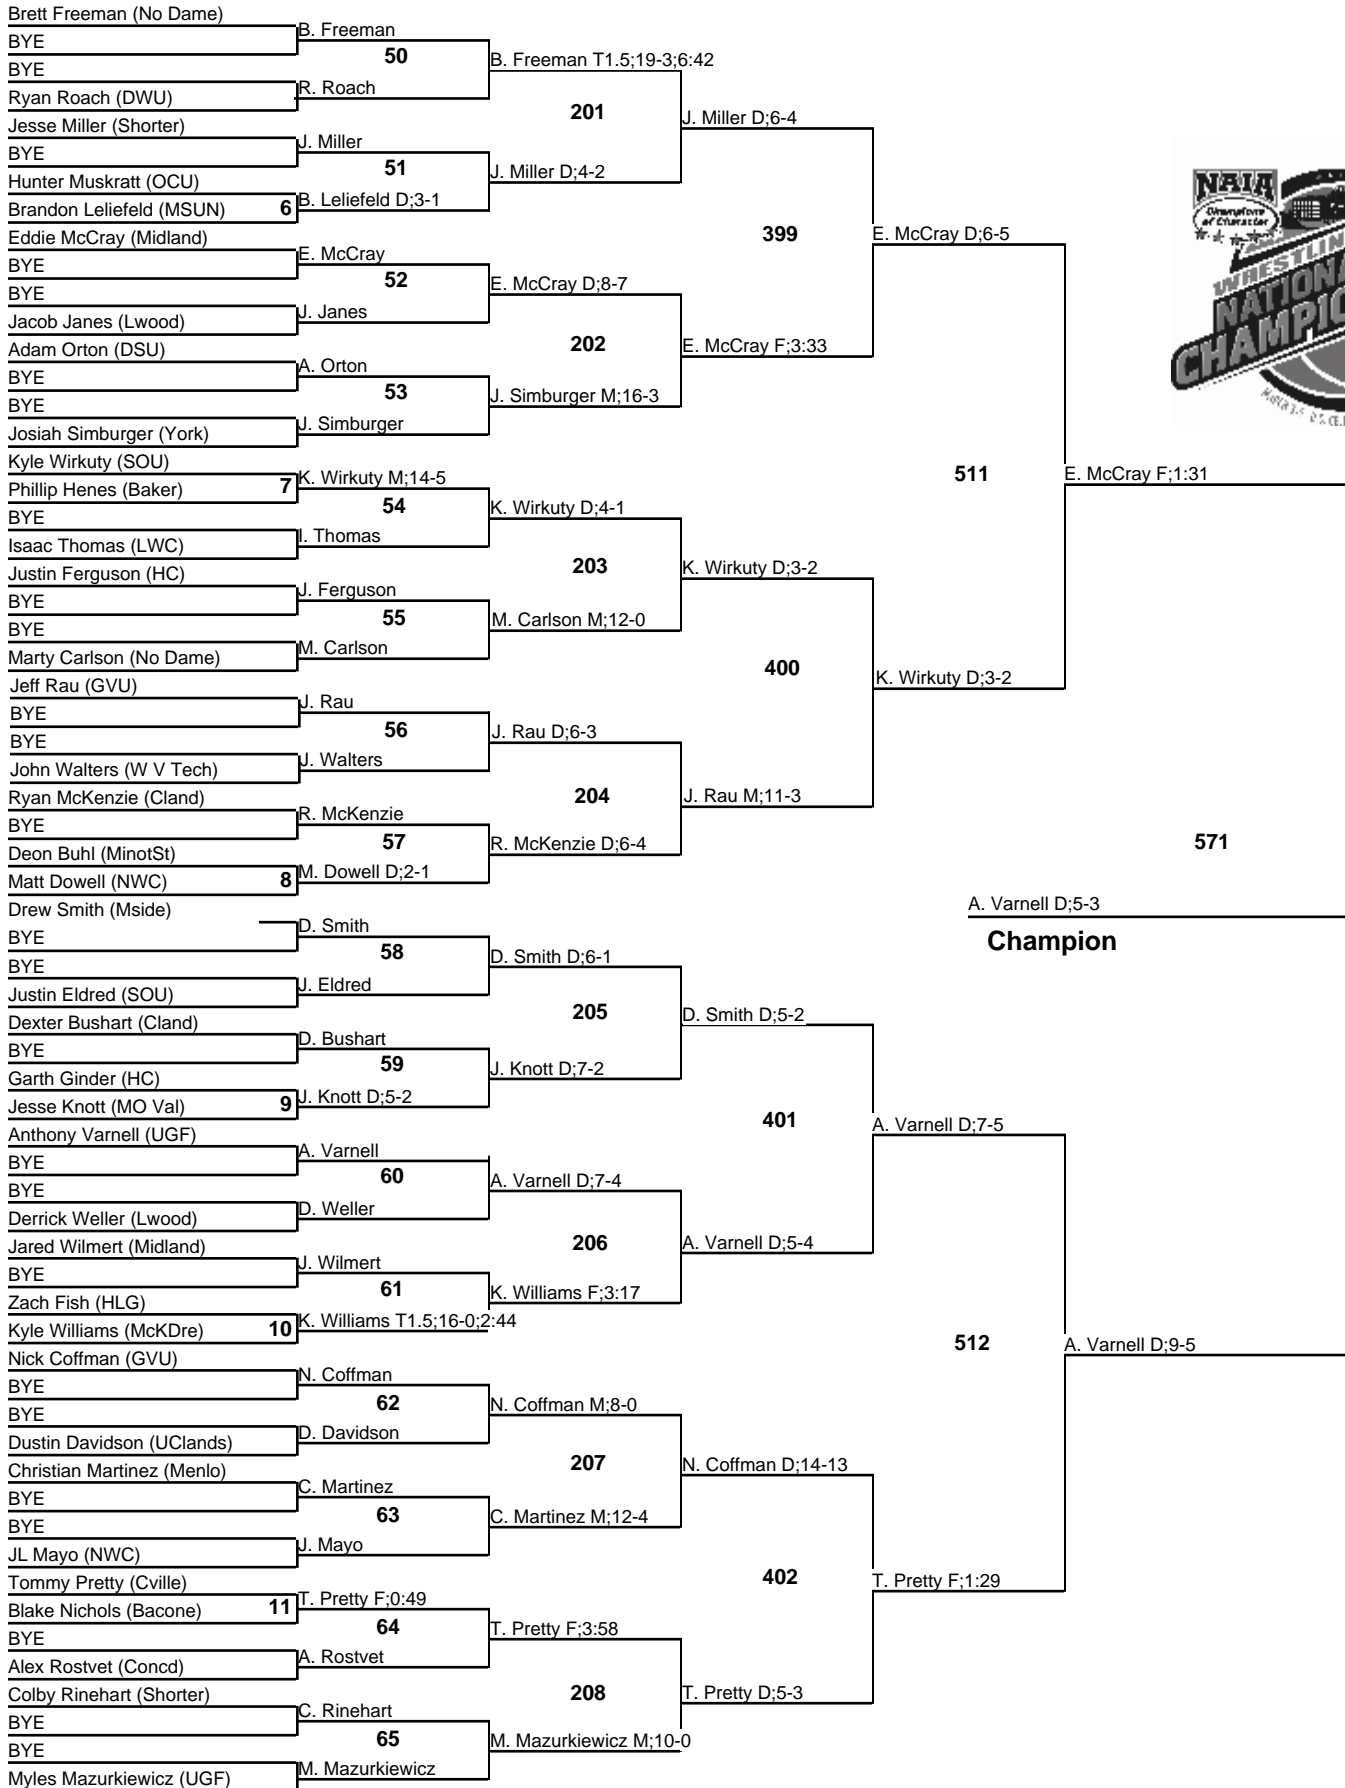 Brett Freeman (No Dame)
BYE
BYE
Ryan Roach (DWU)
Jesse Miller (Shorter)
BYE
Hunter Muskratt (OCU)
Brandon Leliefeld (MSUN) 6
Eddie McCray (Midland)
BYE
BYE
Jacob Janes (Lwood)
Adam Orton (DSU)
BYE
BYE
Josiah Simburger (York)
Kyle Wirkuty (SOU)
Phillip Henes (Baker) 7
BYE
Isaac Thomas (LWC)
Justin Ferguson (HC)
BYE
BYE
Marty Carlson (No Dame)
Jeff Rau (GVU)
BYE
BYE
John Walters (W V Tech)
Ryan McKenzie (Cland)
BYE
Deon Buhl (MinotSt)
Matt Dowell (NWC) 8
Drew Smith (Mside)
BYE
BYE
Justin Eldred (SOU)
Dexter Bushart (Cland)
BYE
Garth Ginder (HC)
Jesse Knott (MO Val) 9
Anthony Varnell (UGF)
BYE
BYE
Derrick Weller (Lwood)
Jared Wilmert (Midland)
BYE
Zach Fish (HLG)
Kyle Williams (McKDre) 10
Nick Coffman (GVU)
BYE
BYE
Dustin Davidson (UClands)
Christian Martinez (Menlo)
BYE
BYE
JL Mayo (NWC)
Tommy Pretty (Cville)
Blake Nichols (Bacone) 11
BYE
Alex Rostvet (Concd)
Colby Rinehart (Shorter)
BYE
BYE
Myles Mazurkiewicz (UGF)
B. Freeman
50
R. Roach
J. Miller
51
B. Leliefeld D;3-1
E. McCray
52
J. Janes
A. Orton
53
J. Simburger
K. Wirkuty M;14-5
54
I. Thomas
J. Ferguson
55
M. Carlson
J. Rau
56
J. Walters
R. McKenzie
57
M. Dowell D;2-1
D. Smith
58
J. Eldred
D. Bushart
59
J. Knott D;5-2
A. Varnell
60
D. Weller
J. Wilmert
61
K. Williams T1.5;16-0;2:44
N. Coffman
62
D. Davidson
C. Martinez
63
J. Mayo
T. Pretty F;0:49
64
A. Rostvet
C. Rinehart
65
M. Mazurkiewicz
B. Freeman T1.5;19-3;6:42
201
J. Miller D;4-2
E. McCray D;8-7
202
J. Simburger M;16-3
K. Wirkuty D;4-1
203
M. Carlson M;12-0
J. Rau D;6-3
204
R. McKenzie D;6-4
D. Smith D;6-1
205
J. Knott D;7-2
A. Varnell D;7-4
206
K. Williams F;3:17
N. Coffman M;8-0
207
C. Martinez M;12-4
T. Pretty F;3:58
208
M. Mazurkiewicz M;10-0
J. Miller D;6-4
399
E. McCray F;3:33
K. Wirkuty D;3-2
400
J. Rau M;11-3
D. Smith D;5-2
401
A. Varnell D;5-4
N. Coffman D;14-13
402
T. Pretty D;5-3
E. McCray D;6-5
511
K. Wirkuty D;3-2
A. Varnell D;7-5
512
T. Pretty F;1:29
E. McCray F;1:31
571
A. Varnell D;9-5
A. Varnell D;5-3
Champion
NAIA
Champions
of Character